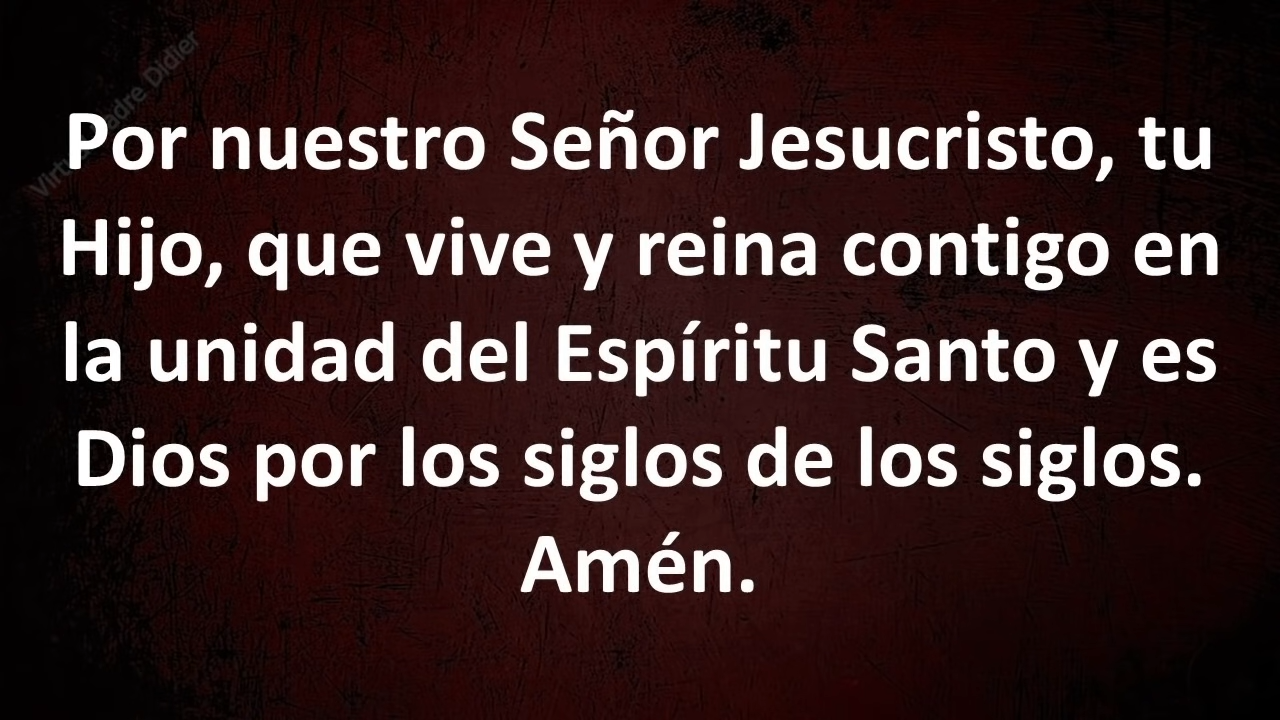 Por nuestro Señor Jesucristo, tu
Hijo, que vive y reina contigo en
la unidad del Espíritu Santo y es
Dios por los siglos de los siglos.
Amén.
Didier